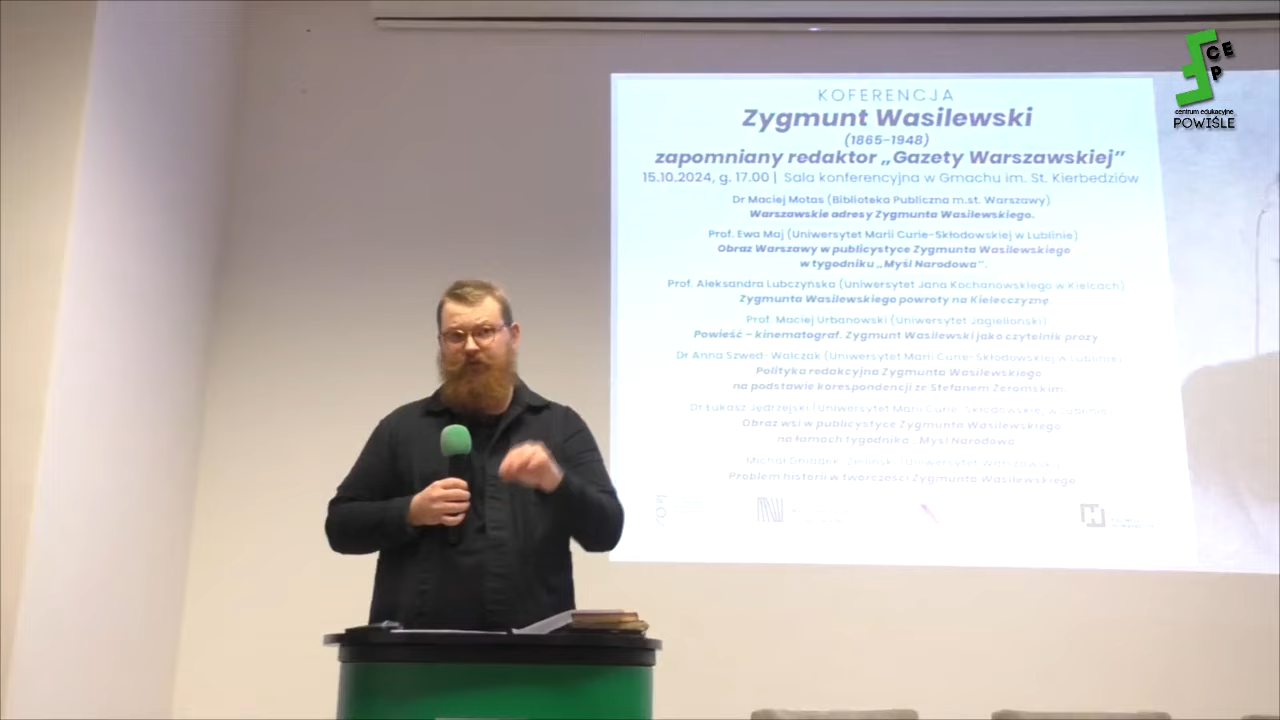 KOFERENCJA
Zygmunt Wasilewski
(1865-1948)
zapomniany redaktor „Gazety Warszawskiej”
15.10.2024, g. 17.00 | Sala konferencyjna w Gmachu im. St. Kierbedziów
Dr Maciej Motas (Biblioteka Publiczna m.st. Warszawy)
Warszawskie adresy Zygmunta Wasilewskiego.
Prof. Ewa Maj (Uniwersytet Marii Curie-Skłodowskiej w Lublinie)
Obraz Warszawy w publicystyce Zygmunta Wasilewskiego
w tygodniku „Myśl Narodowa”.
Prof. Aleksandra Lubczyńska (Uniwersytet Jana Kochanowskiego w Kielcach)
Zygmunta Wasilewskiego powroty na Kielecczyznę.
Prof. Maciej Urbanowski (Uniwersytet Jagielloński)
Powieść – kinematograf. Zygmunt Wasilewski jako czytelnik prozy
Dr Anna Szwed-Walczak (Uniwersytet Marii Curie-Skłodowskiej w Lublinie)
Polityka redakcyjna Zygmunta Wasilewskiego
na podstawie korespondencji ze Stefanem Żeromskim.
Dr Łukasz Jędrzejski (Uniwersytet Marii Curie-Skłodowskiej w Lublinie)
Obraz wsi w publicystyce Zygmunta Wasilewskiego
na łamach tygodnika „Myśl Narodowa
Michał Gniadek-Zieliński (Uniwersytet Warszawski)
Problem historii w twórczości Zygmunta Wasilewskiego
CEP
centrum edukacyjne
POWIŚLE